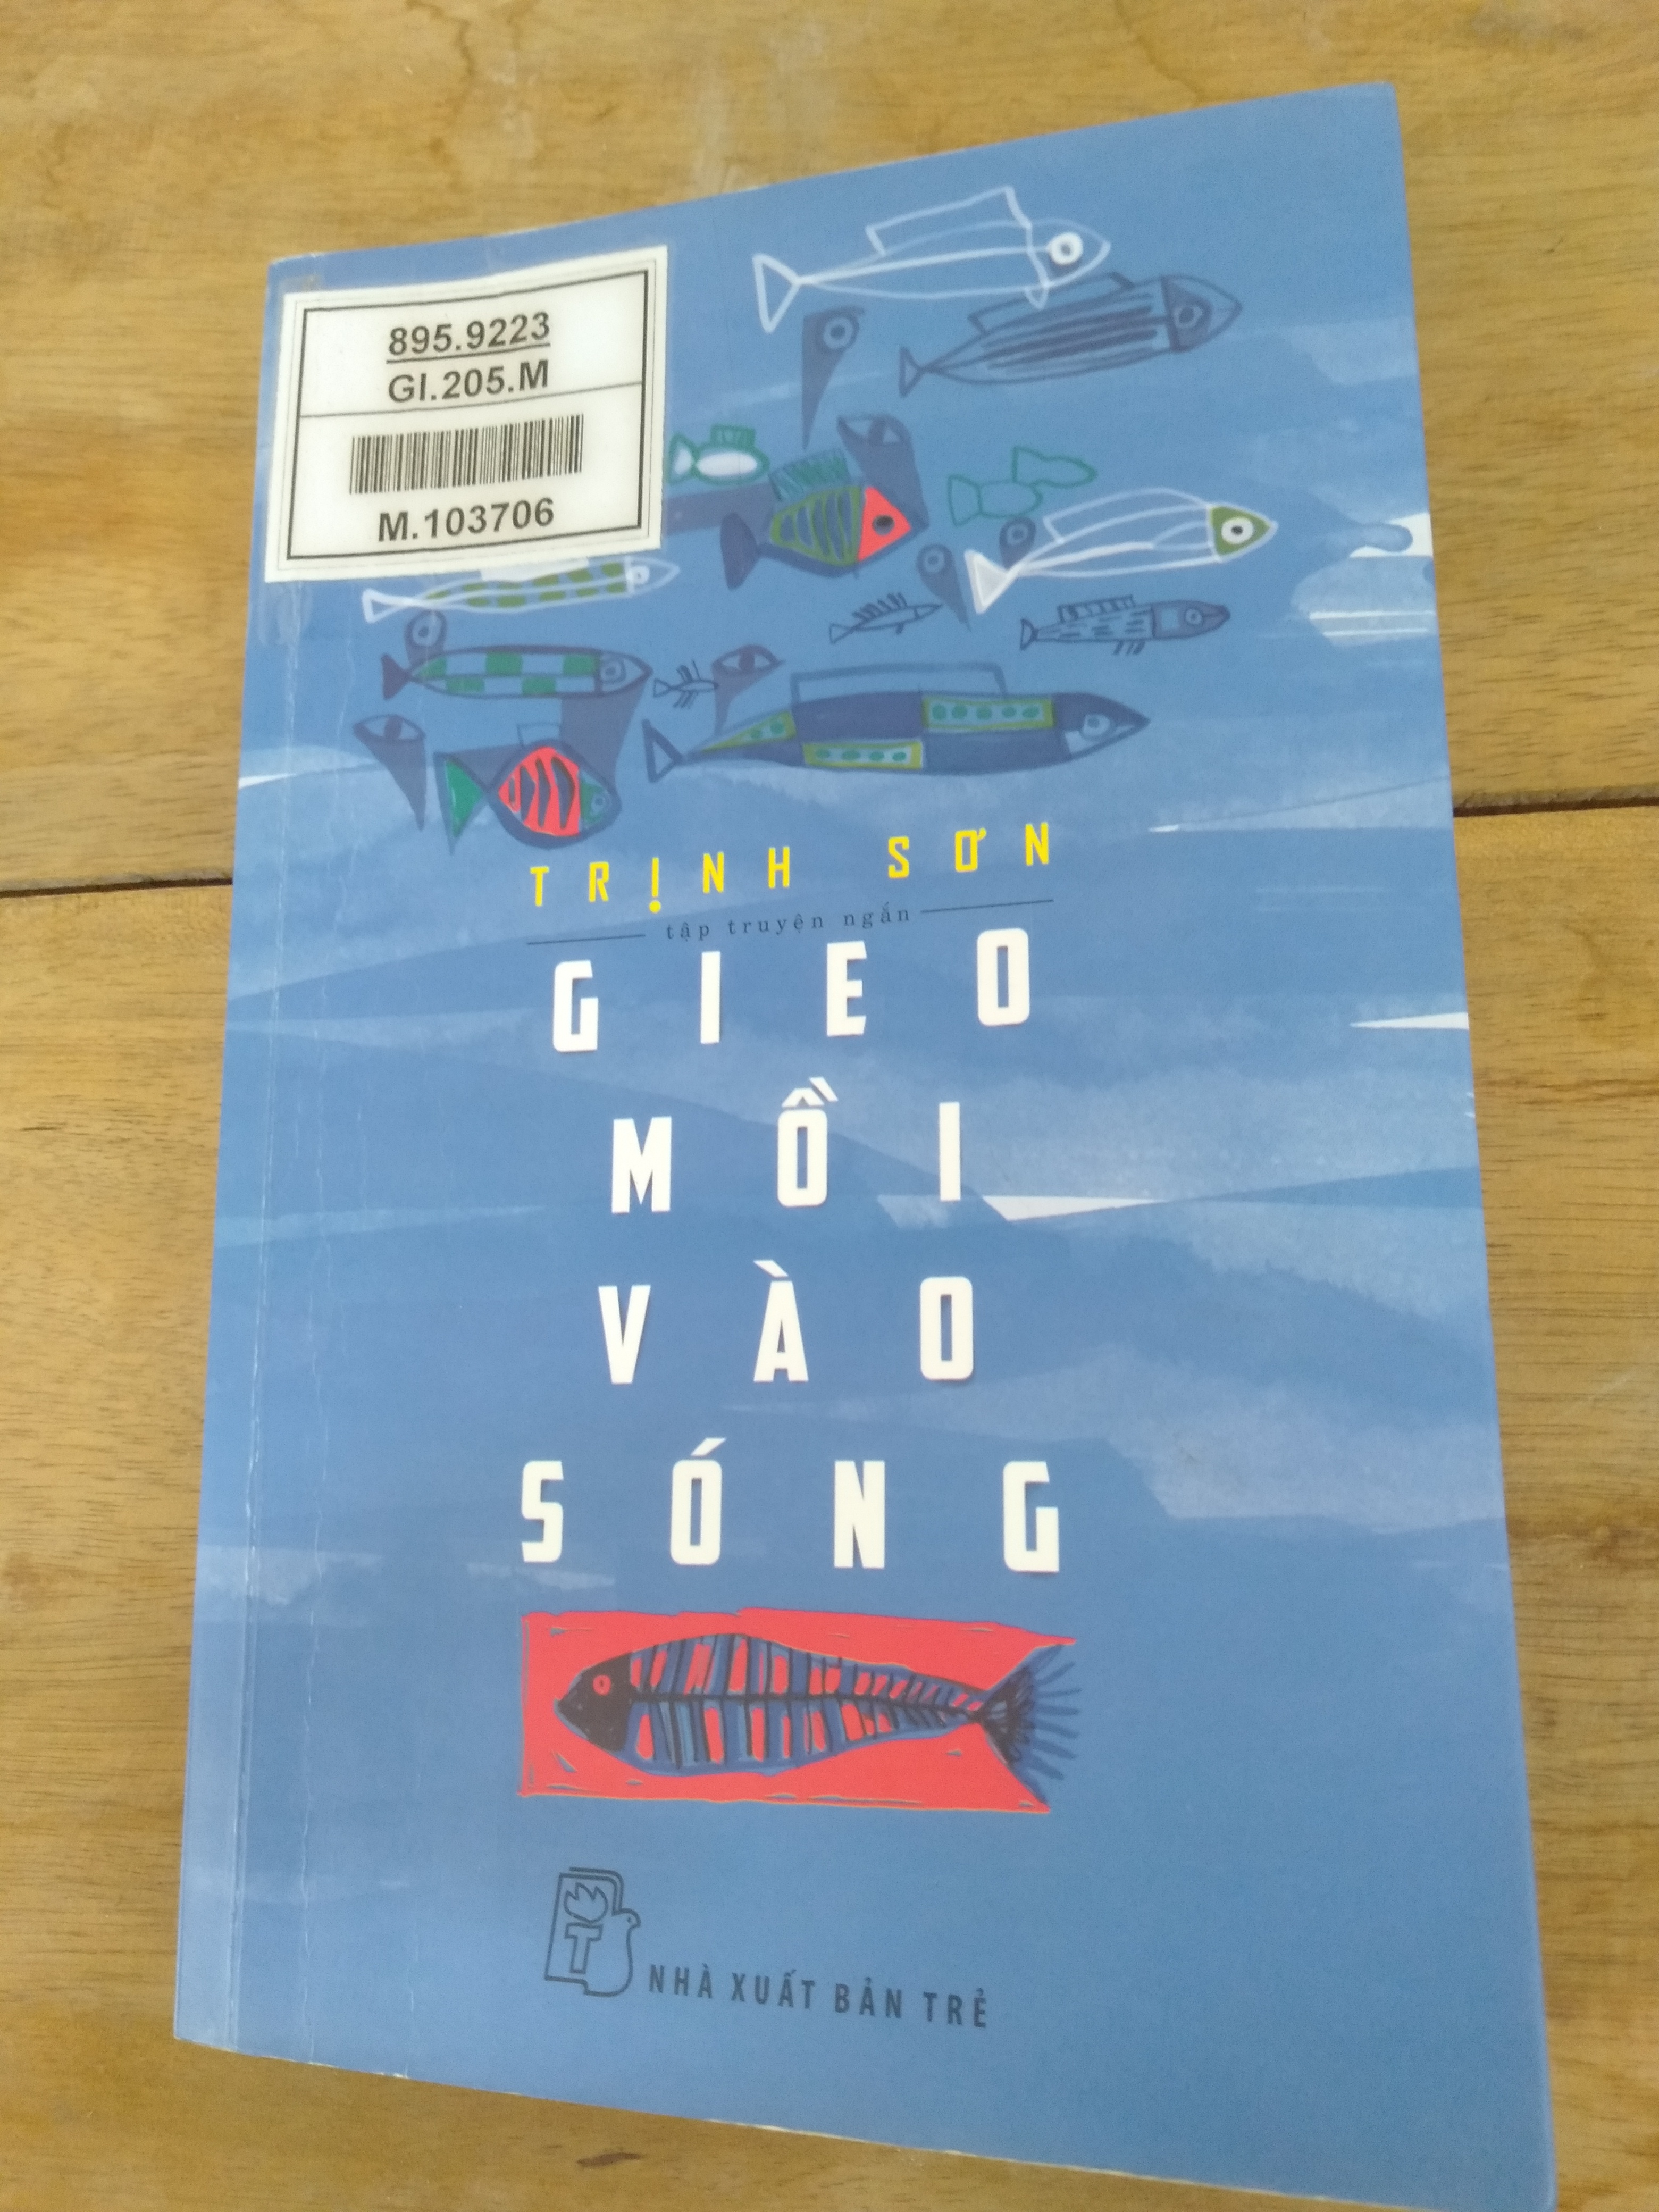 895.9223
GI.205.M
M.103706
TRỊNH SƠN
tập truyện ngắn
GIEO
MỒI
VÀO
SÓNG
T
NHÀ XUẤT BẢN TRẺ